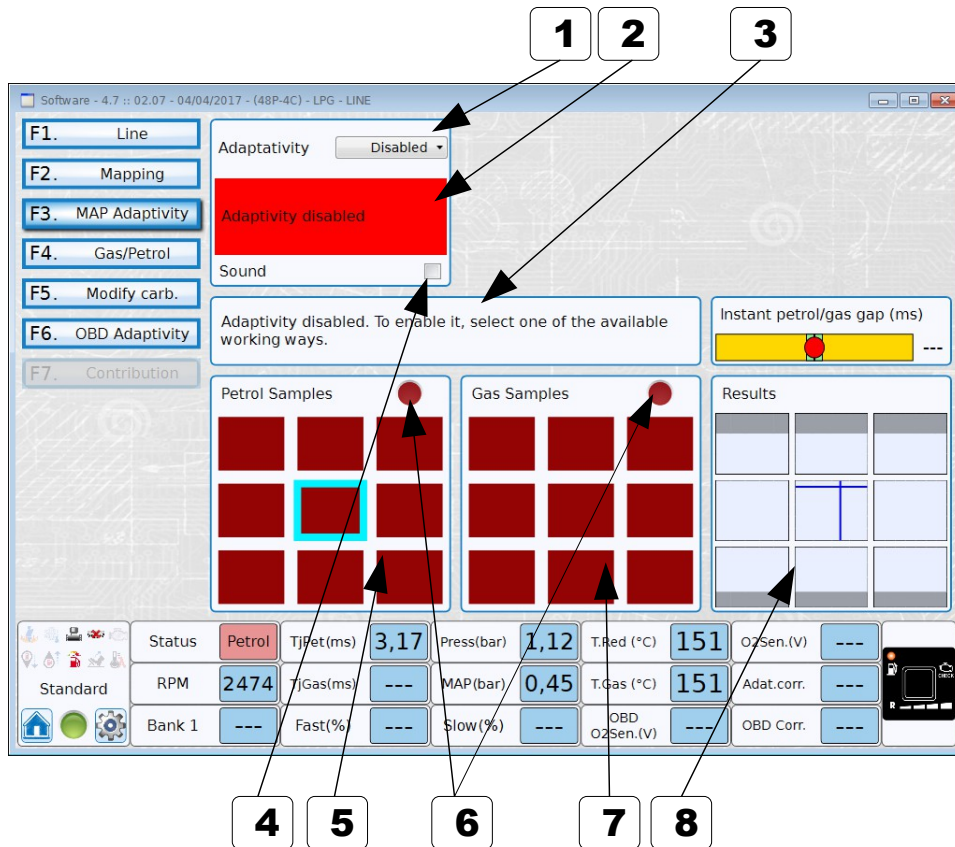 1 2 3
Software - 4.7 :: 02.07 - 04/04/2017 - (48P-4C) - LPG - LINE
F1. Line
F2. Mapping
F3. MAP Adaptivity
F4. Gas/Petrol
F5. Modify carb.
F6. OBD Adaptivity
F7. Contribution
Adaptativity Disabled
Adaptivity disabled
Sound
Adaptivity disabled. To enable it, select one of the available
working ways.
Instant petrol/gas gap (ms)
---
Petrol Samples
Gas Samples
Results
Status Petrol TjPet(ms) 3,17 Press(bar) 1,12 T.Red (°C) 151 O2Sen.(V) ---
Standard RPM 2474 TjGas(ms) --- MAP(bar) 0,45 T.Gas (°C) 151 Adat.corr. ---
Bank 1 --- Fast(%) --- Slow(%) --- OBD
O2Sen.(V) --- OBD Corr. ---
CHECK
R
4 5 6 7 8